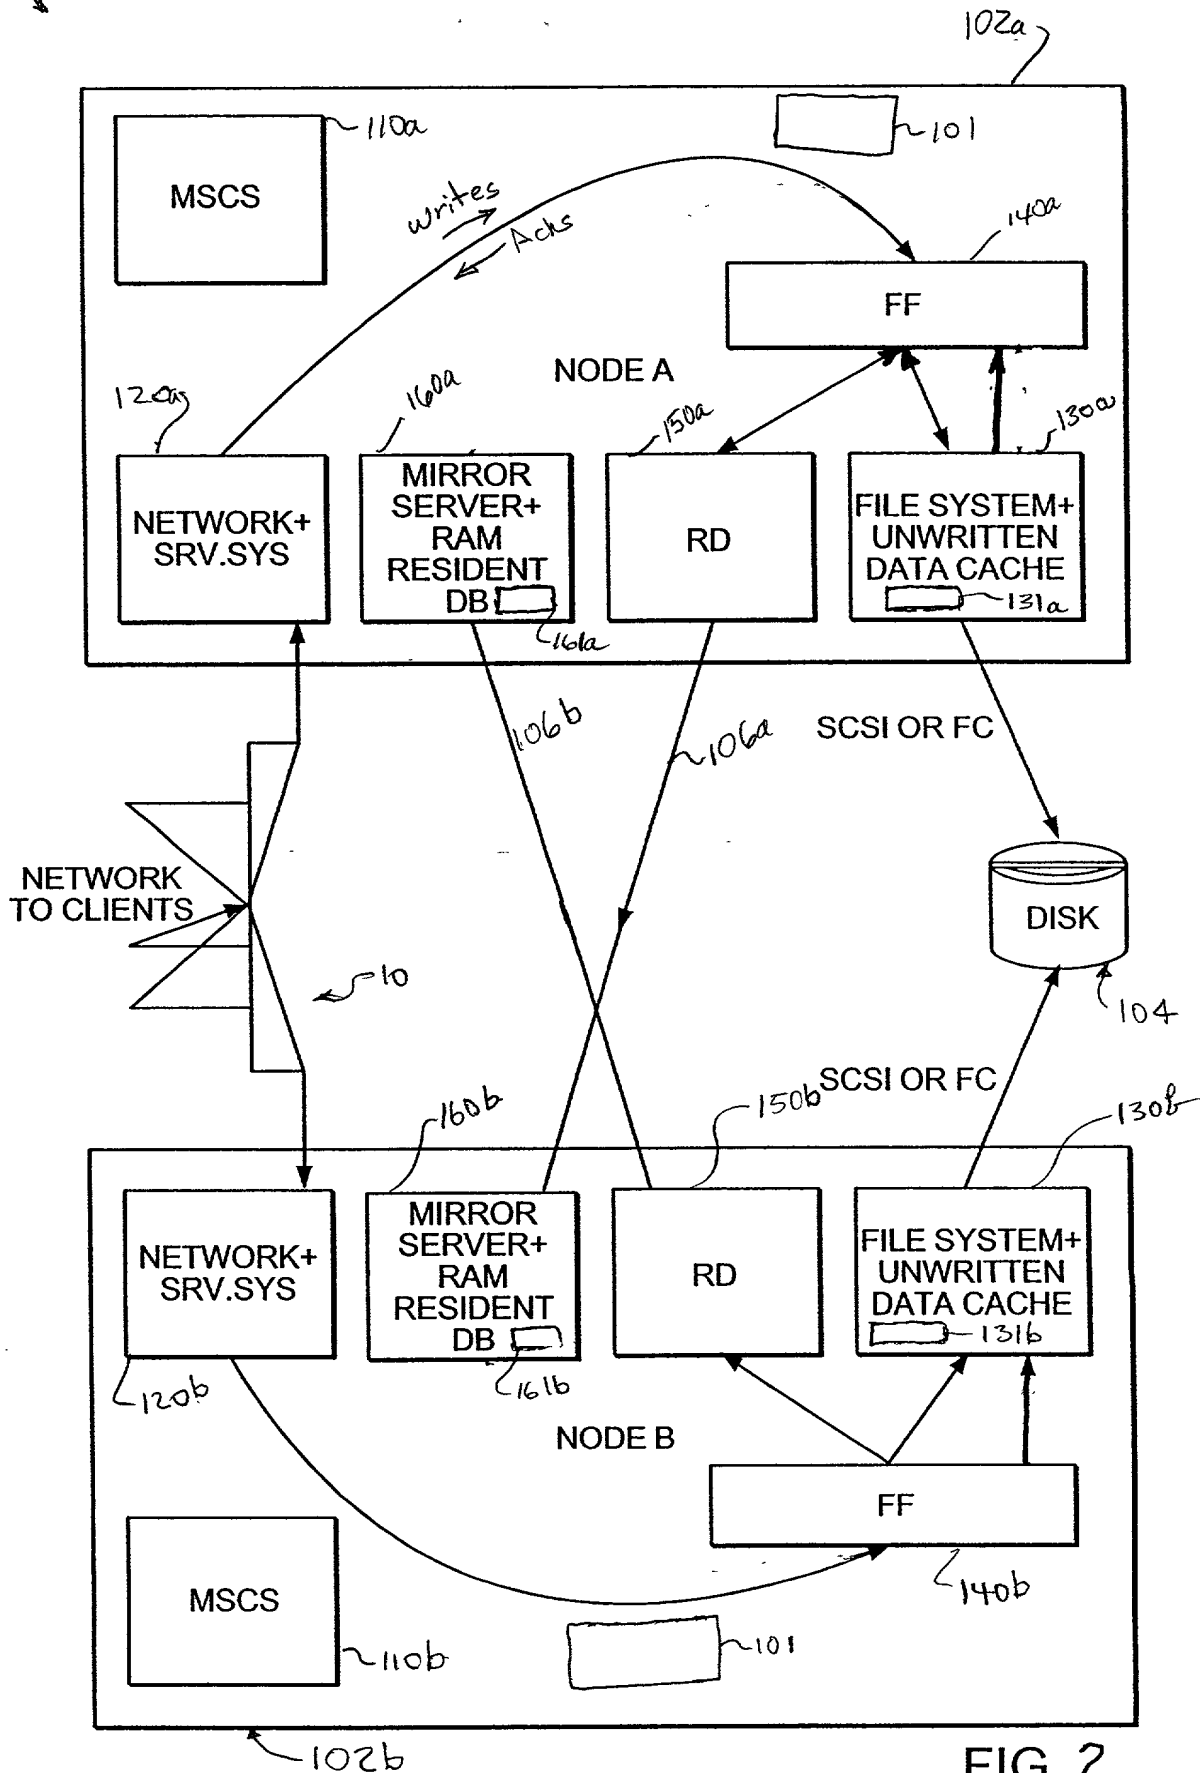 102a
110a
101
MSCS
writes
Acks
140a
FF
NODE A
120a
160a
150a
130a
NETWORK+
SRV.SYS
MIRROR
SERVER+
RAM
RESIDENT
DB
161a
RD
FILE SYSTEM+
UNWRITTEN
DATA CACHE
131a
106b
106a
SCSI OR FC
NETWORK
TO CLIENTS
DISK
10
104
SCSI OR FC
160b
150b
130b
NETWORK+
SRV.SYS
MIRROR
SERVER+
RAM
RESIDENT
DB
161b
RD
FILE SYSTEM+
UNWRITTEN
DATA CACHE
131b
120b
NODE B
FF
140b
MSCS
110b
101
102b
FIG. 2